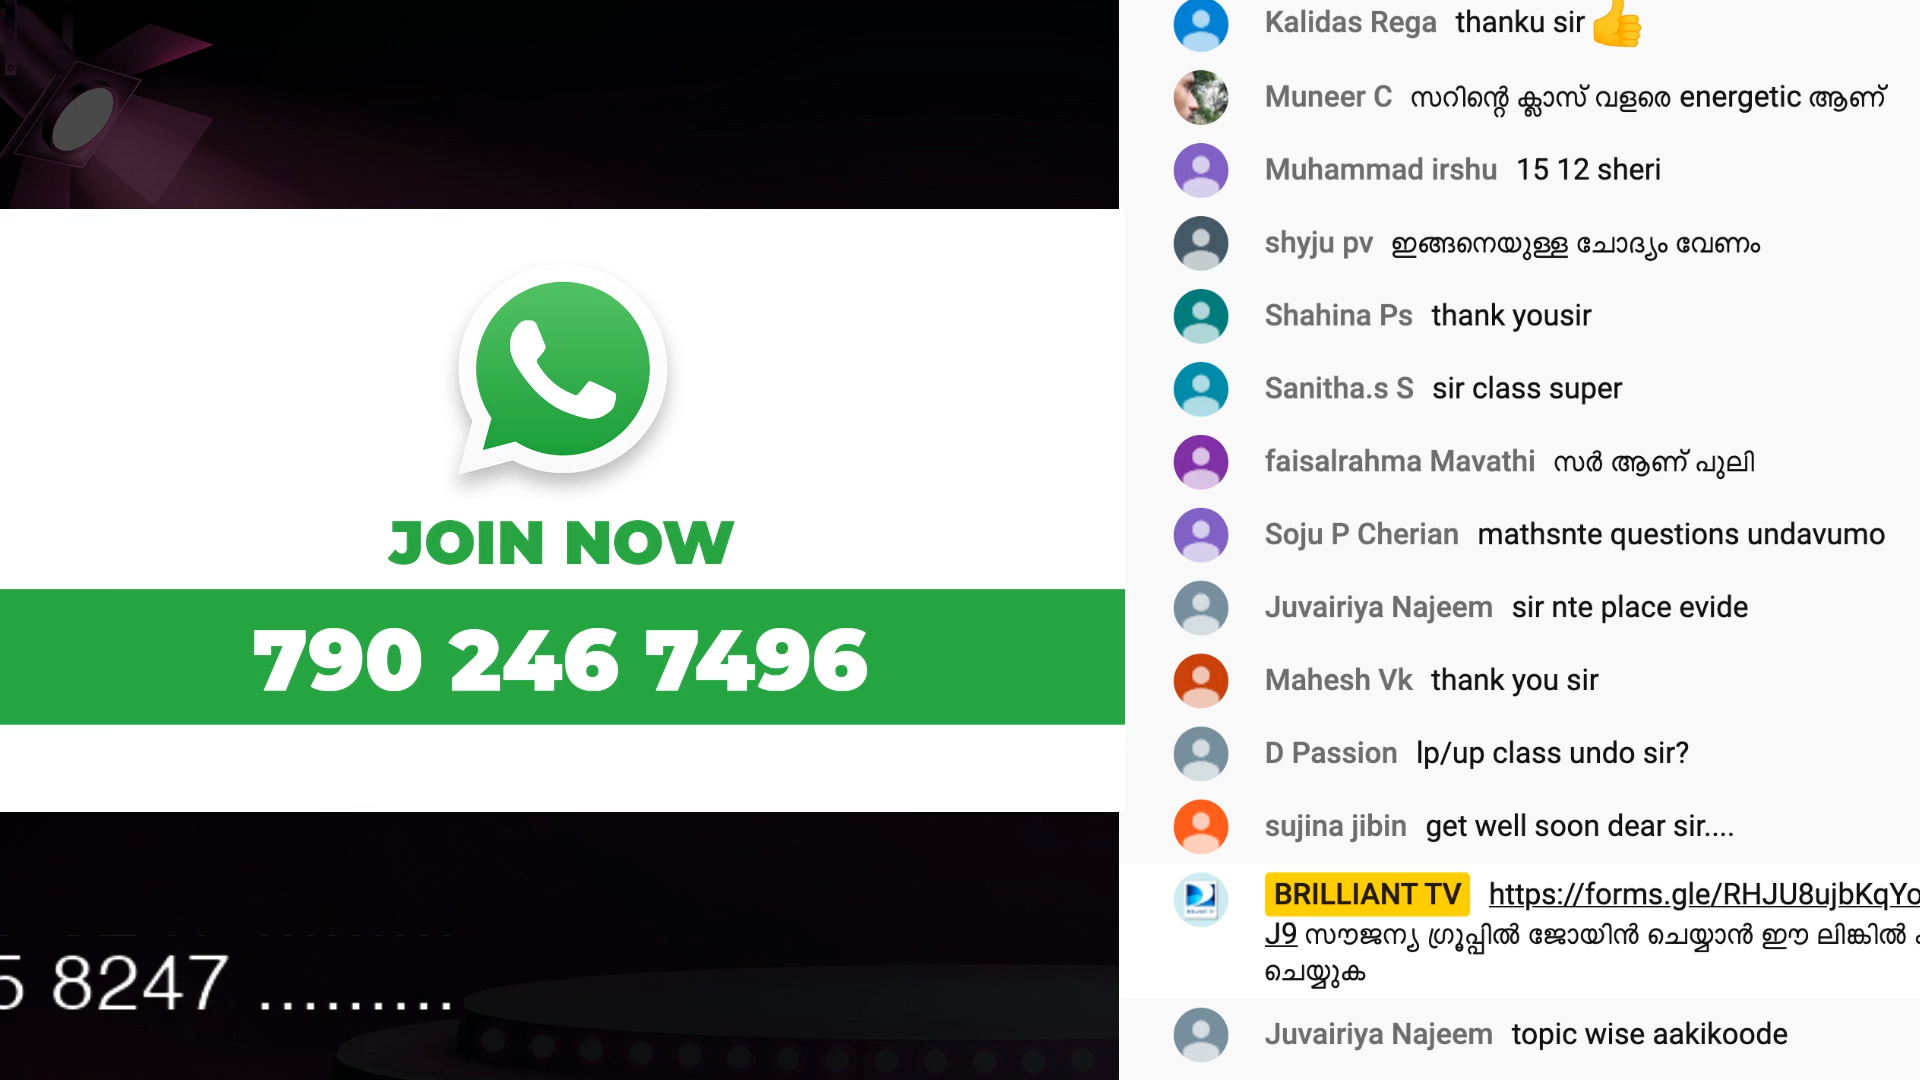 JOIN NOW
790 246 7496
8247 .........
Kalidas Rega thanku sir
Muneer C സറിന്റെ ക്ലാസ് വളരെ energetic ആണ്
Muhammad irshu 15 12 sheri
shyju pv ഇങ്ങനെയുള്ള ചോദ്യം വേണം
Shahina Ps thank yousir
Sanitha.s S sir class super
faisalrahma Mavathi സർ ആണ് പുലി
Soju P Cherian mathsnte questions undavumo
Juvairiya Najeem sir nte place evide
Mahesh Vk thank you sir
D Passion lp/up class undo sir?
sujina jibin get well soon dear sir....
BRILLIANT TV https://forms.gle/RHJU8ujbKqYo
J9 സൗജന്യ ഗ്രൂപ്പിൽ ജോയിൻ ചെയ്യാൻ ഈ ലിങ്കിൽ
ചെയ്യുക
Juvairiya Najeem topic wise aakikoode